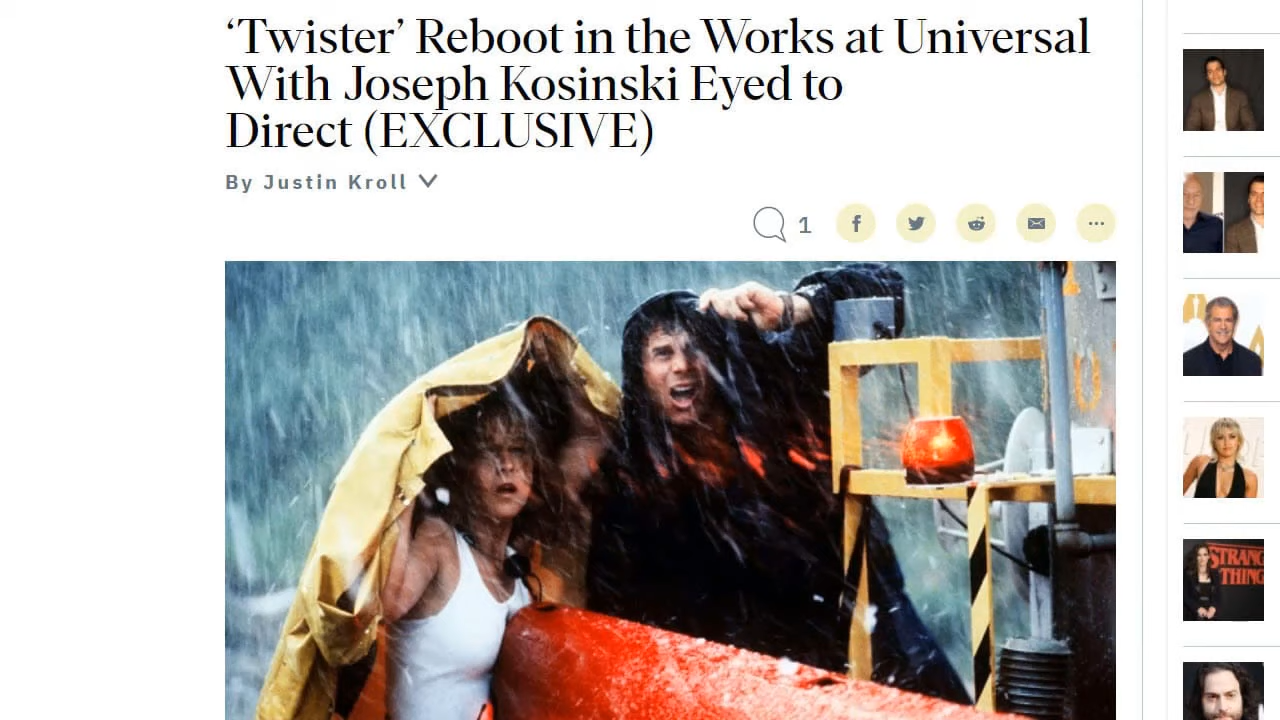 ‘Twister’ Reboot in the Works at Universal
With Joseph Kosinski Eyed to
Direct (EXCLUSIVE)
By Justin Kroll
1
STRANG
THING